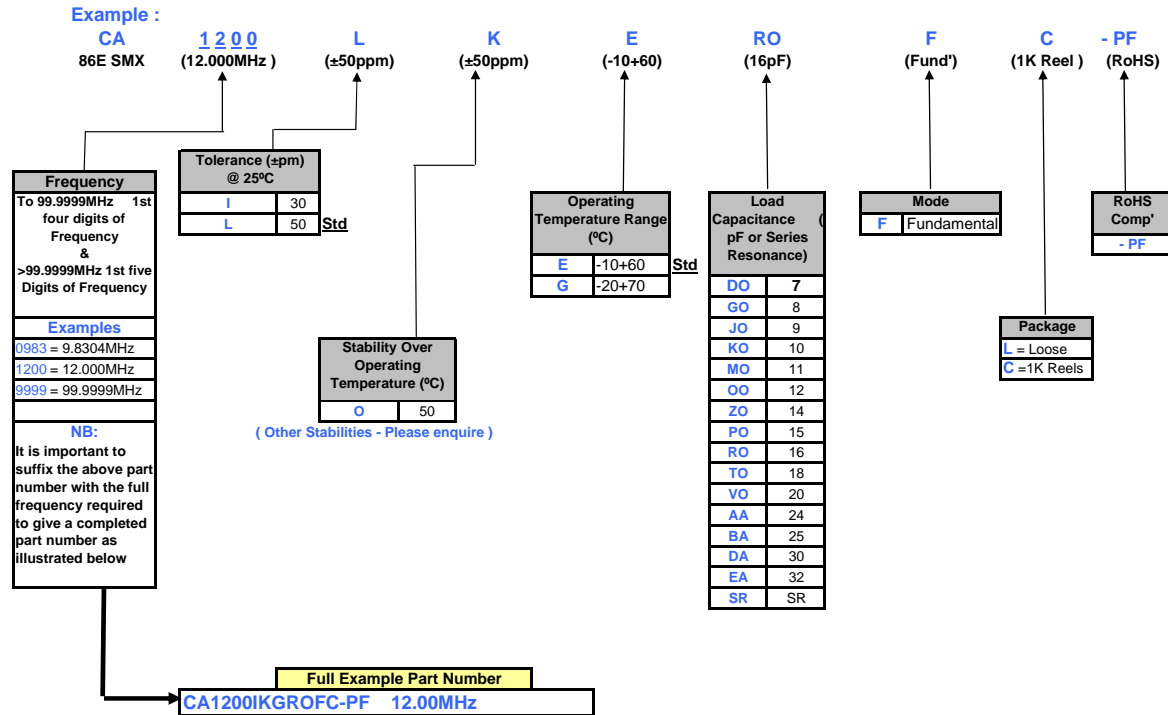 Example :
CA 1200 L K E RO F C - PF
86E SMX (12.000MHz ) (±50ppm) (±50ppm) (-10+60) (16pF) (Fund') (1K Reel ) (RoHS)
Frequency
To 99.9999MHz 1st
four digits of
Frequency
&
>99.9999MHz 1st five
Digits of Frequency
Examples
0983 = 9.8304MHz
1200 = 12.000MHz
9999 = 99.9999MHz
NB:
It is important to
suffix the above part
number with the full
frequency required
to give a completed
part number as
illustrated below
Tolerance (±pm)
@ 25ºC
I 30
L 50 Std
Stability Over
Operating
Temperature (ºC)
O 50
( Other Stabilities - Please enquire )
Operating
Temperature Range
(ºC)
E -10+60 Std
G -20+70
Load
Capacitance (
pF or Series
Resonance)
DO 7
GO 8
JO 9
KO 10
MO 11
OO 12
ZO 14
PO 15
RO 16
TO 18
VO 20
AA 24
BA 25
DA 30
EA 32
SR SR
Mode
F Fundamental
Package
L = Loose
C =1K Reels
RoHS
Comp'
- PF
Full Example Part Number
CA1200IKGROFC-PF 12.00MHz